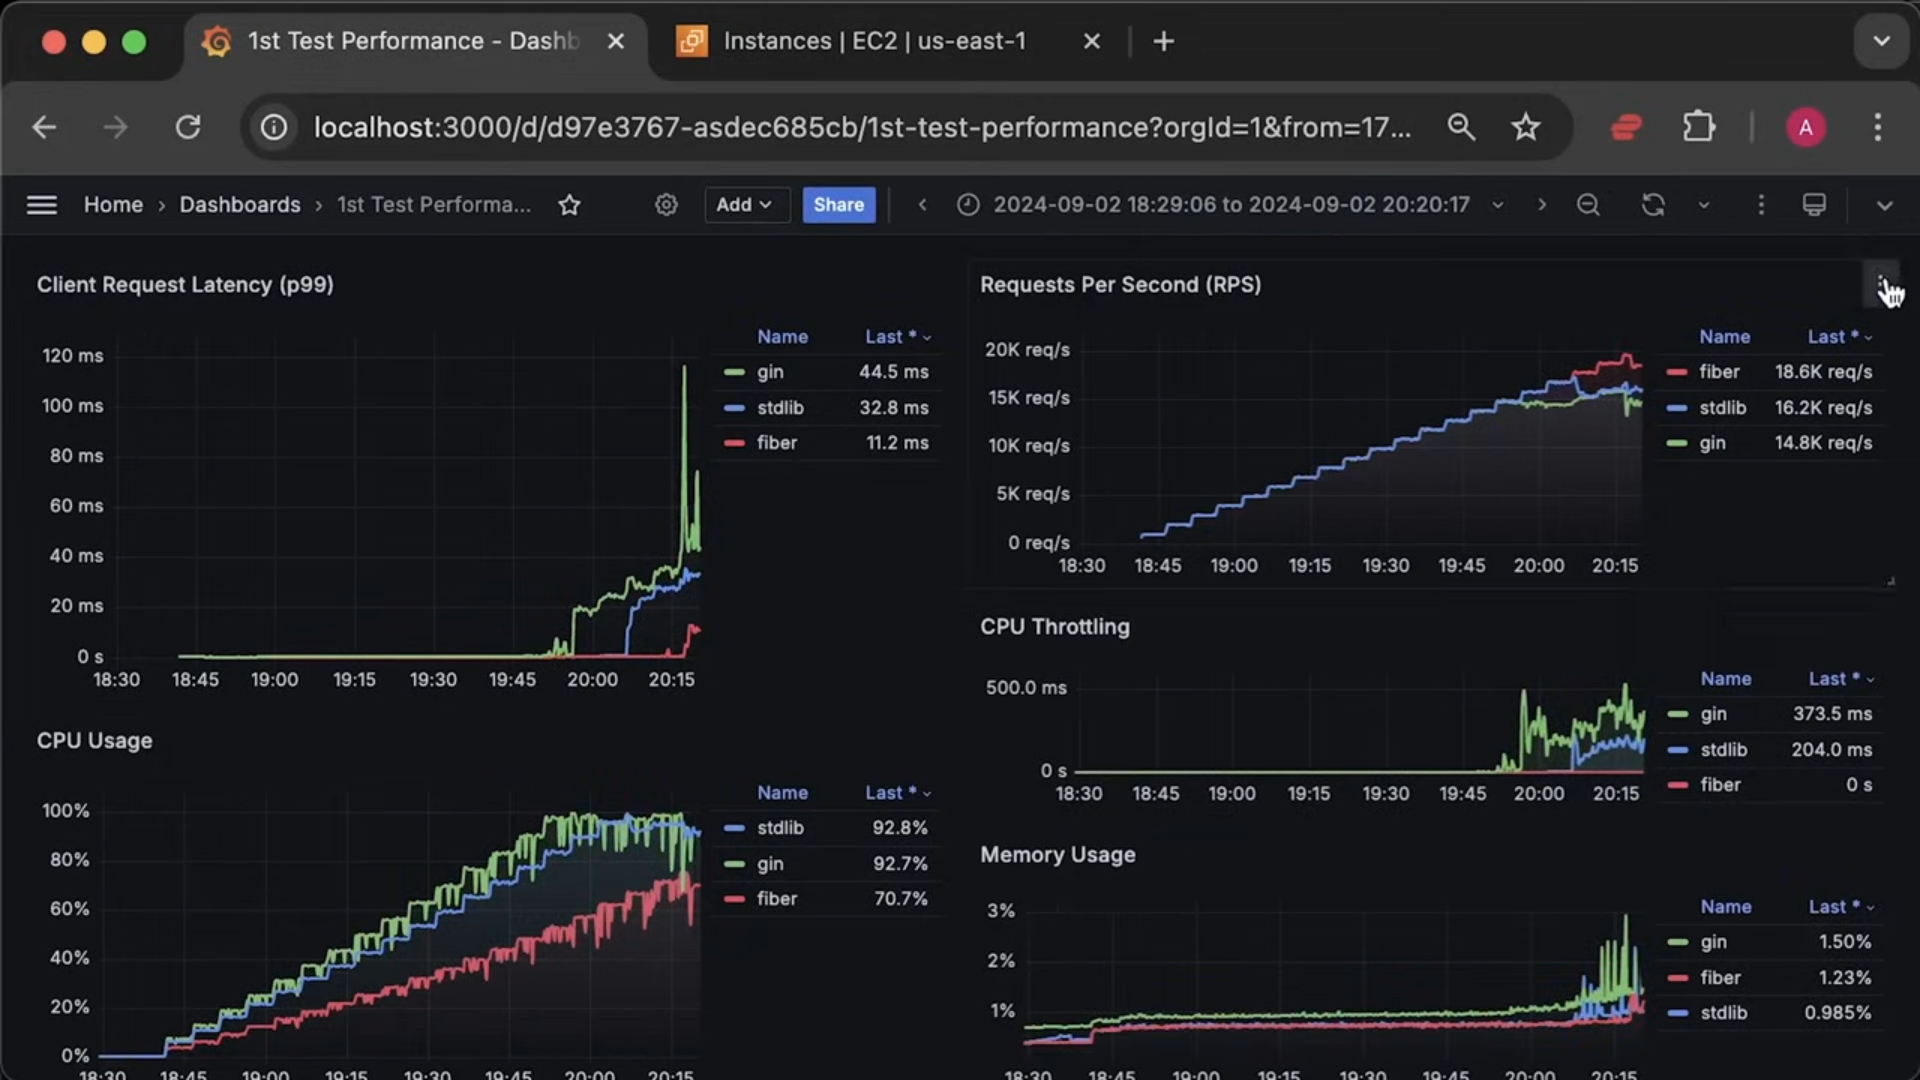 1st Test Performance - Dashb
Instances | EC2 | us-east-1
localhost:3000/d/d97e3767-asdec685cb/1st-test-performance?orgId=1&from=17...
A
Home › Dashboards › 1st Test Performa...
Add
Share
2024-09-02 18:29:06 to 2024-09-02 20:20:17
Client Request Latency (p99)
Name Last *
120 ms
100 ms
80 ms
60 ms
40 ms
20 ms
0 s
gin 44.5 ms
stdlib 32.8 ms
fiber 11.2 ms
18:30 18:45 19:00 19:15 19:30 19:45 20:00 20:15
Requests Per Second (RPS)
Name Last *
20K req/s
15K req/s
10K req/s
5K req/s
0 req/s
fiber 18.6K req/s
stdlib 16.2K req/s
gin 14.8K req/s
18:30 18:45 19:00 19:15 19:30 19:45 20:00 20:15
CPU Throttling
Name Last *
500.0 ms
0 s
gin 373.5 ms
stdlib 204.0 ms
fiber 0 s
18:30 18:45 19:00 19:15 19:30 19:45 20:00 20:15
CPU Usage
Name Last *
100%
80%
60%
40%
20%
0%
stdlib 92.8%
gin 92.7%
fiber 70.7%
18:30 18:45 19:00 19:15 19:30 19:45 20:00 20:15
Memory Usage
Name Last *
3%
2%
1%
gin 1.50%
fiber 1.23%
stdlib 0.985%
18:30 18:45 19:00 19:15 19:30 19:45 20:00 20:15